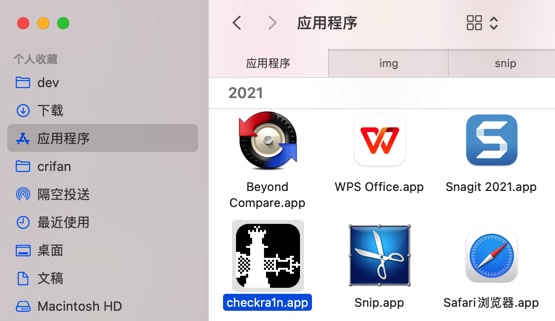 应用程序
个人收藏
dev
下载
应用程序
crifan
隔空投送
最近使用
桌面
文稿
Macintosh HD
应用程序
img
snip
2021
Beyond
Compare.app
WPS Office.app
Snagit 2021.app
checkra1n.app
Snip.app
Safari浏览器.app